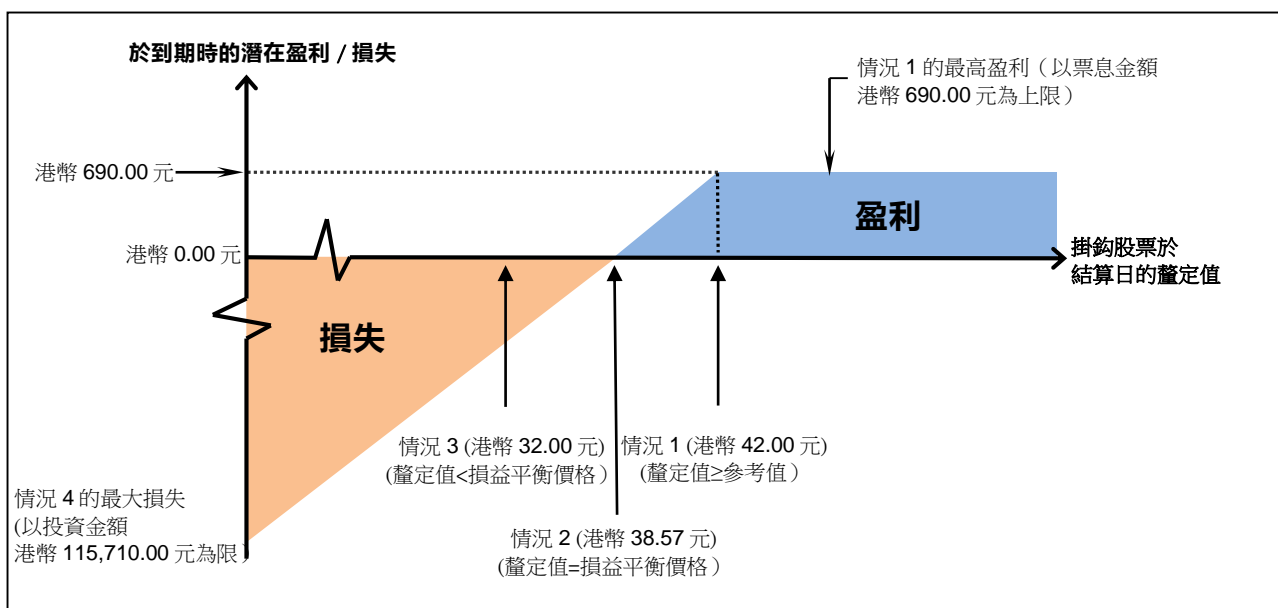 於到期時的潛在盈利 / 損失
情況 1 的最高盈利（以票息金額
港幣 690.00 元為上限）
港幣 690.00 元
盈利
港幣 0.00 元
掛鈎股票於
結算日的釐定值
損失
情況 3 (港幣 32.00 元)
(釐定值<損益平衡價格）
情況 1 (港幣 42.00 元)
(釐定值≥參考值）
情況 4 的最大損失
(以投資金額
港幣 115,710.00 元為限）
情況 2 (港幣 38.57 元)
(釐定值=損益平衡價格）